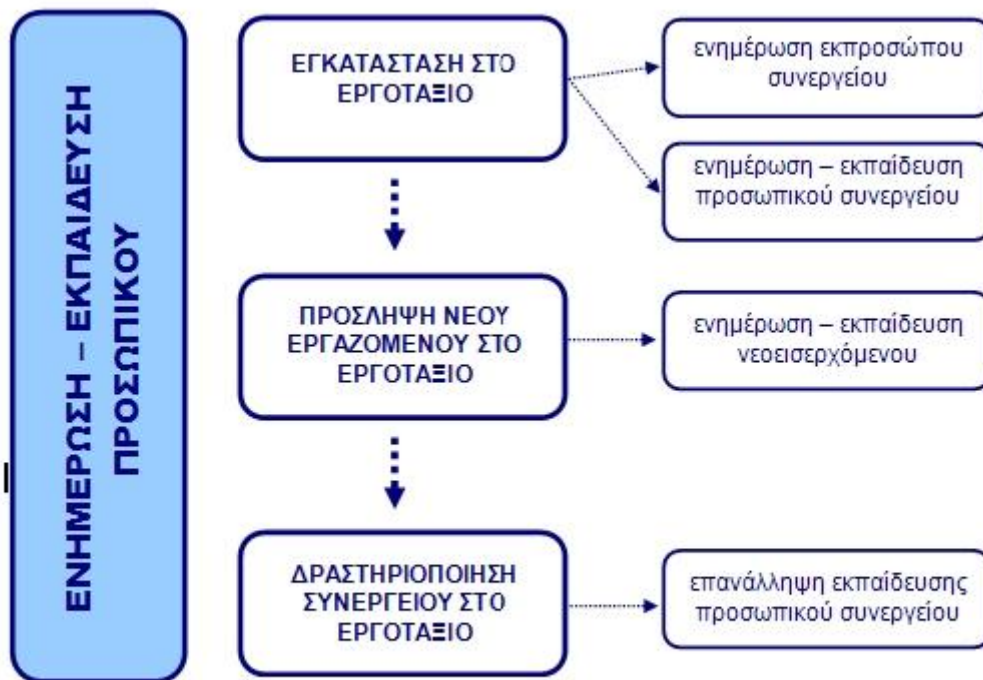 ΕΝΗΜΕΡΩΣΗ – ΕΚΠΑΙΔΕΥΣΗ
ΠΡΟΣΩΠΙΚΟΥ
ΕΓΚΑΤΑΣΤΑΣΗ ΣΤΟ
ΕΡΓΟΤΑΞΙΟ
ενημέρωση εκπροσώπου
συνεργείου
ενημέρωση – εκπαίδευση
προσωπικού συνεργείου
ΠΡΟΣΛΗΨΗ ΝΕΟΥ
ΕΡΓΑΖΟΜΕΝΟΥ ΣΤΟ
ΕΡΓΟΤΑΞΙΟ
ενημέρωση – εκπαίδευση
νεοεισερχόμενου
ΔΡΑΣΤΗΡΙΟΠΟΙΗΣΗ
ΣΥΝΕΡΓΕΙΟΥ ΣΤΟ
ΕΡΓΟΤΑΞΙΟ
επανάλληψη εκπαίδευσης
προσωπικού συνεργείου